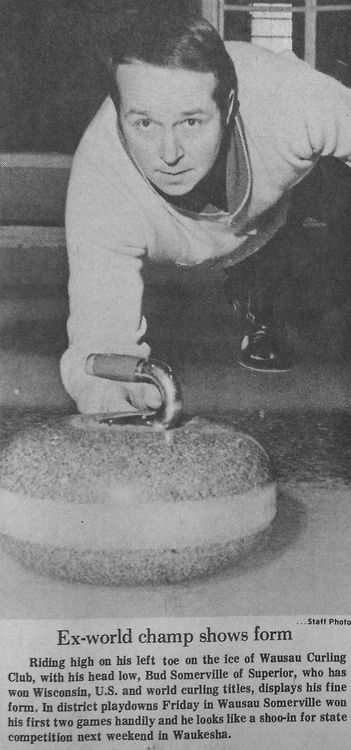 ...Staff Photo
Ex-world champ shows form
Riding high on his left toe on the ice of Wausau Curling
Club, with his head low, Bud Somerville of Superior, who has
won Wisconsin, U.S. and world curling titles, displays his fine
form. In district playdowns Friday in Wausau Somerville won
his first two games handily and he looks like a shoo-in for state
competition next weekend in Waukesha.